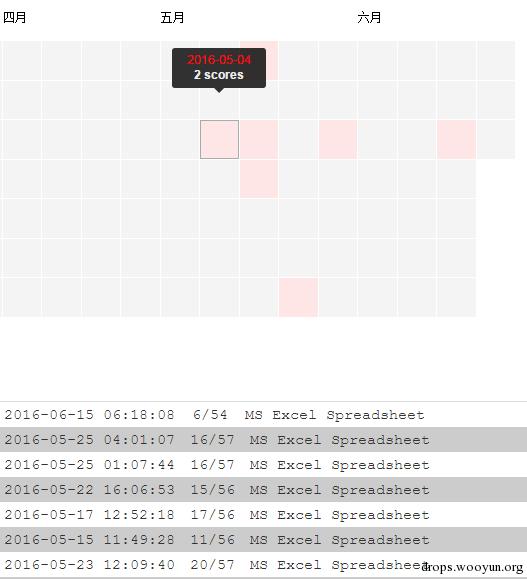 四月 五月 六月
2016-05-04
2 scores
2016-06-15 06:18:08 6/54 MS Excel Spreadsheet
2016-05-25 04:01:07 16/57 MS Excel Spreadsheet
2016-05-25 01:07:44 16/57 MS Excel Spreadsheet
2016-05-22 16:06:53 15/56 MS Excel Spreadsheet
2016-05-17 12:52:18 17/56 MS Excel Spreadsheet
2016-05-15 11:49:28 11/56 MS Excel Spreadsheet
2016-05-23 12:09:40 20/57 MS Excel Spreadsheet
drops.wooyun.org